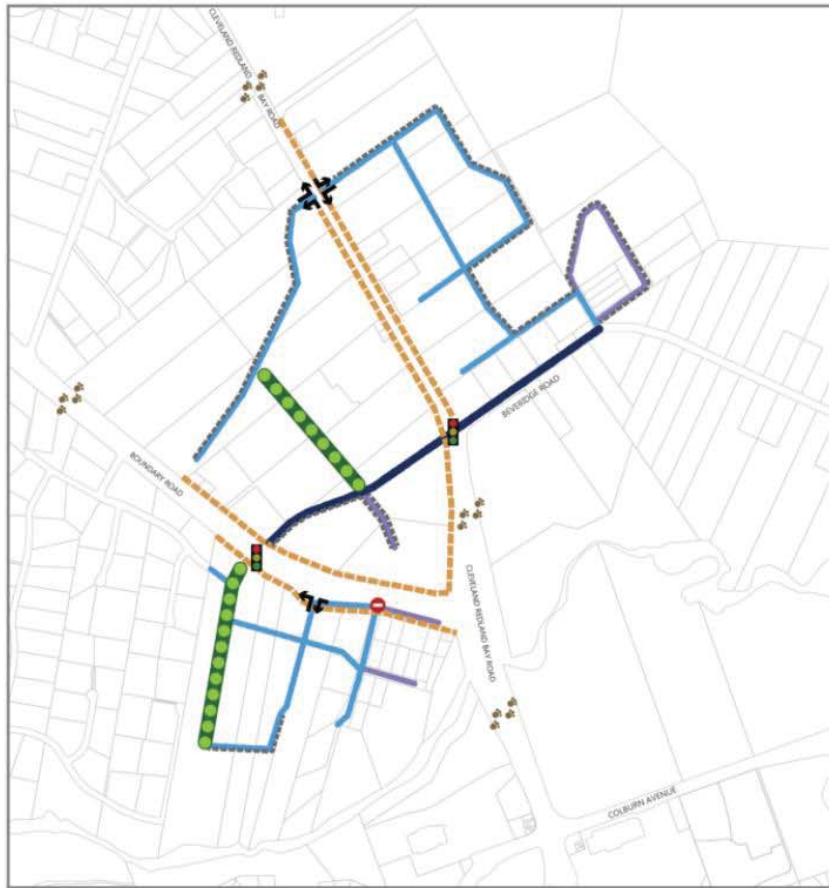 CLEVELAND REDLAND
BAY ROAD
BEVERIDGE ROAD
BOUNDARY ROAD
CLEVELAND REDLAND BAY ROAD
COLBURN AVENUE